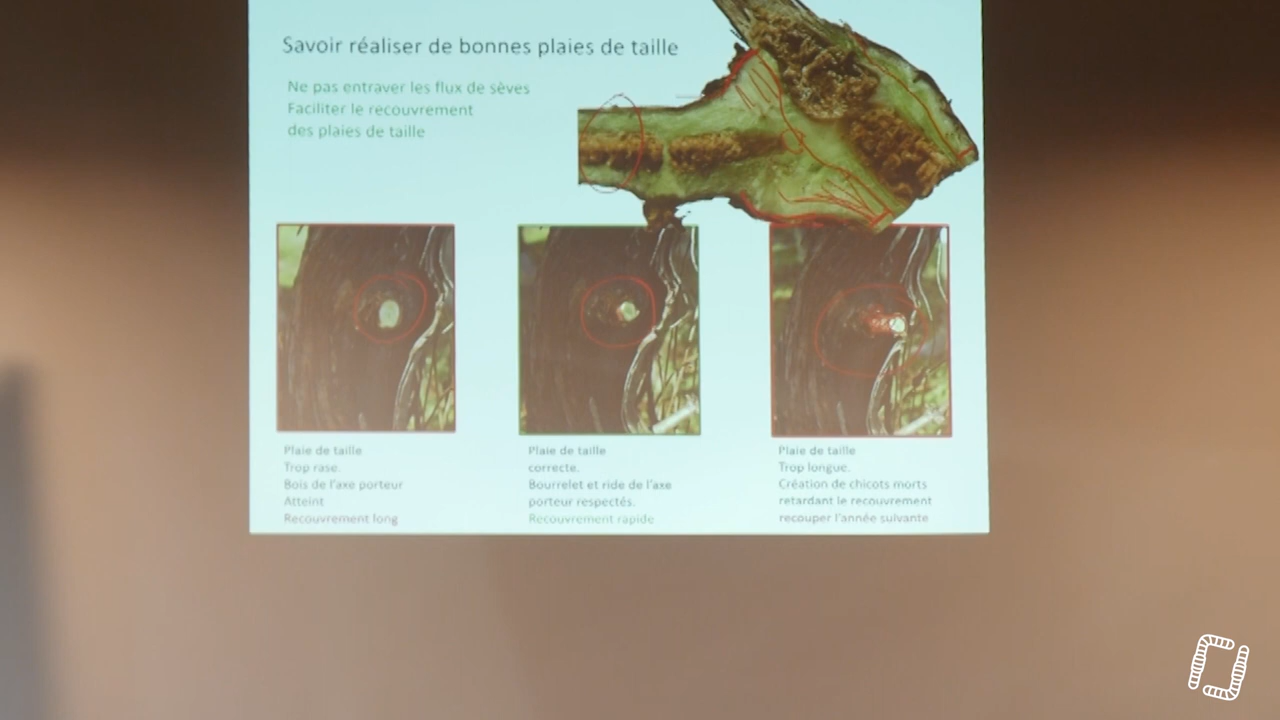 Savoir réaliser de bonnes plaies de taille
Ne pas entraver les flux de sèves
Faciliter le recouvrement
des plaies de taille
Plaie de taille
Trop rase.
Bois de l'axe porteur
Atteint
Recouvrement long
Plaie de taille
correcte.
Bourrelet et ride de l'axe
porteur respectés.
Recouvrement rapide
Plaie de taille
Trop longue.
Création de chicots morts
retardant le recouvrement
recouper l'année suivante